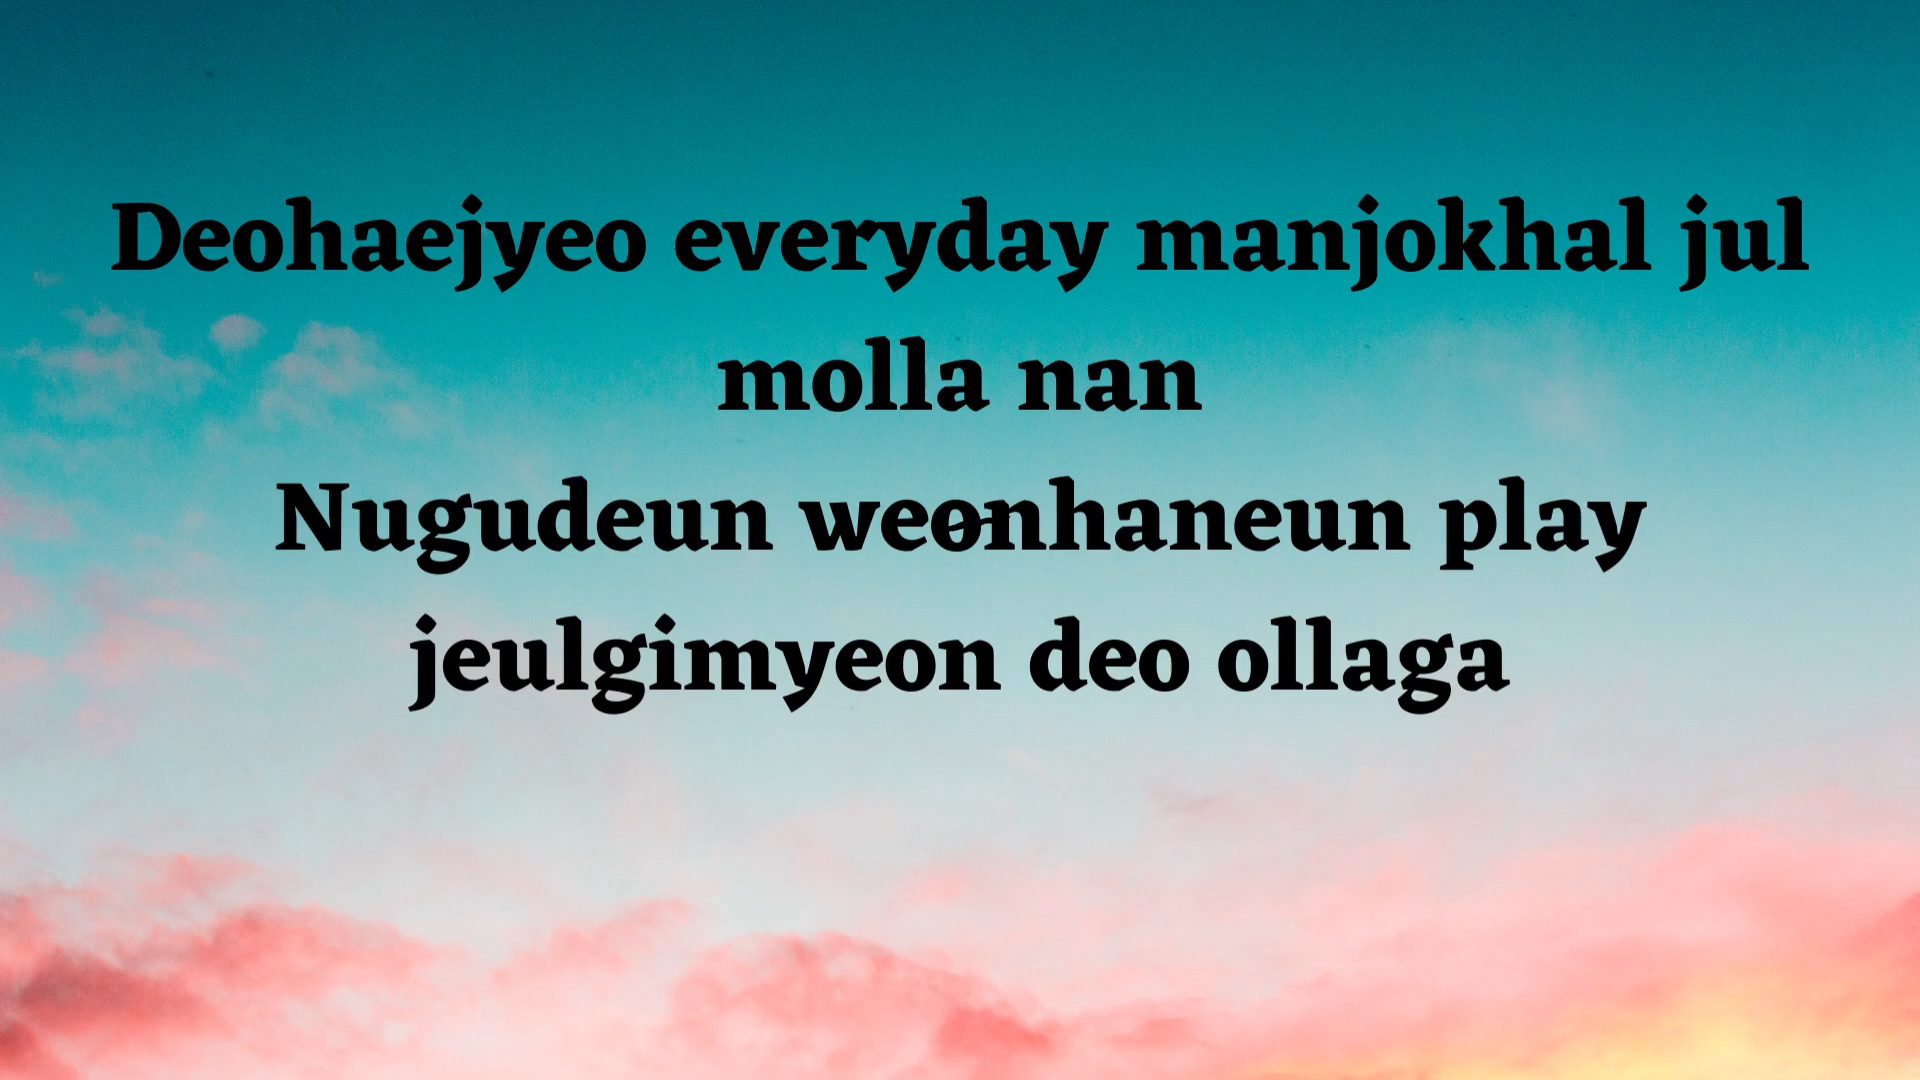 Deohaejyeo everyday manjokhal jul
molla nan
Nugudeun weonhaneun play
jeulgimyeon deo ollaga